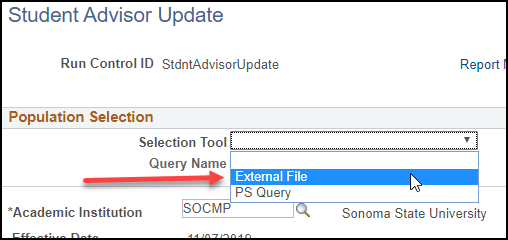 Student Advisor Update
Run Control ID StdntAdvisorUpdate Report
Population Selection
Selection Tool
Query Name
External File
PS Query
*Academic Institution SOCMP Sonoma State University
Effective Date 11/07/2019